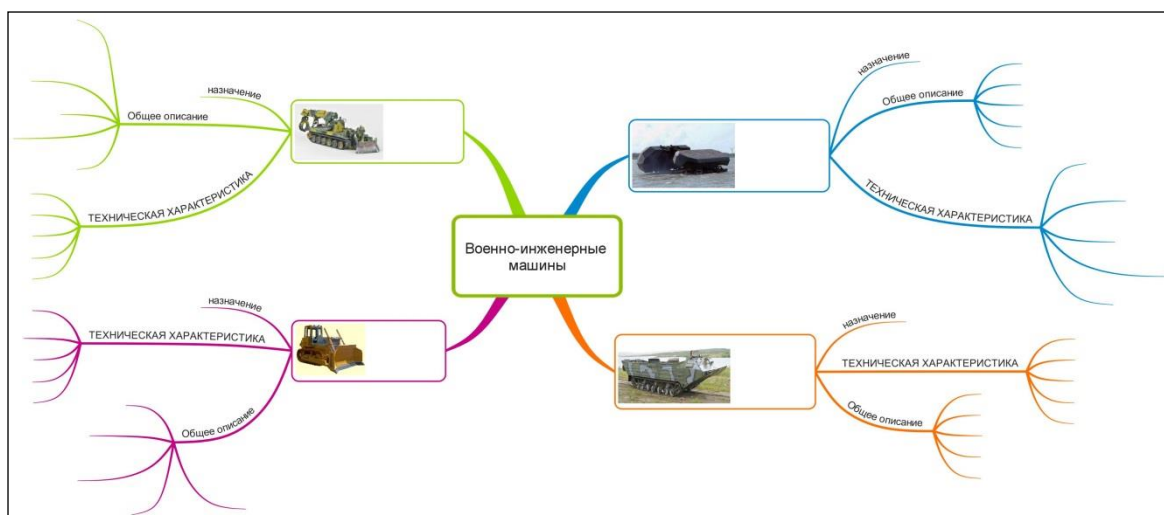 назначение
Общее описание
ТЕХНИЧЕСКАЯ ХАРАКТЕРИСТИКА
назначение
Общее описание
ТЕХНИЧЕСКАЯ ХАРАКТЕРИСТИКА
Военно-инженерные
машины
назначение
ТЕХНИЧЕСКАЯ ХАРАКТЕРИСТИКА
Общее описание
назначение
ТЕХНИЧЕСКАЯ ХАРАКТЕРИСТИКА
Общее описание